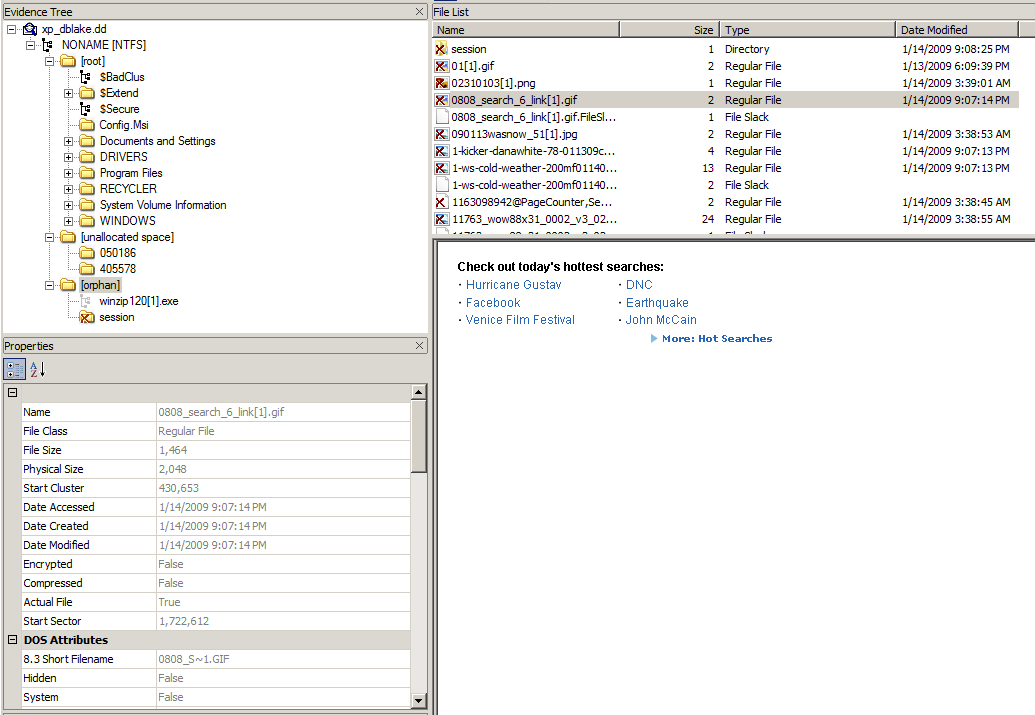 Evidence Tree
xp_dblake.dd
NONAME [NTFS]
[root]
$BadClus
$Extend
$Secure
Config.Msi
Documents and Settings
DRIVERS
Program Files
RECYCLER
System Volume Information
WINDOWS
[unallocated space]
050186
405578
[orphan]
winzip120[1].exe
session
Properties
A
Z
Name 0808_search_6_link[1].gif
File Class Regular File
File Size 1,464
Physical Size 2,048
Start Cluster 430,653
Date Accessed 1/14/2009 9:07:14 PM
Date Created 1/14/2009 9:07:14 PM
Date Modified 1/14/2009 9:07:14 PM
Encrypted False
Compressed False
Actual File True
Start Sector 1,722,612
DOS Attributes
8.3 Short Filename 0808_S~1.GIF
Hidden False
System False
File List
Name Size Type Date Modified
session 1 Directory 1/14/2009 9:08:25 PM
01[1].gif 2 Regular File 1/13/2009 6:09:39 PM
02310103[1].png 1 Regular File 1/14/2009 3:39:01 AM
0808_search_6_link[1].gif 2 Regular File 1/14/2009 9:07:14 PM
0808_search_6_link[1].gif.FileSl... 1 File Slack
090113wasnow_51[1].jpg 2 Regular File 1/14/2009 3:38:53 AM
1-kicker-danawhite-78-011309c... 4 Regular File 1/14/2009 9:07:13 PM
1-ws-cold-weather-200mf01140... 13 Regular File 1/14/2009 9:07:13 PM
1-ws-cold-weather-200mf01140... 2 File Slack
1163098942@PageCounter,Se... 2 Regular File 1/14/2009 3:38:45 AM
11763_wow88x31_0002_v3_02... 24 Regular File 1/14/2009 3:38:55 AM
Check out today's hottest searches:
· Hurricane Gustav · DNC
· Facebook · Earthquake
· Venice Film Festival · John McCain
More: Hot Searches